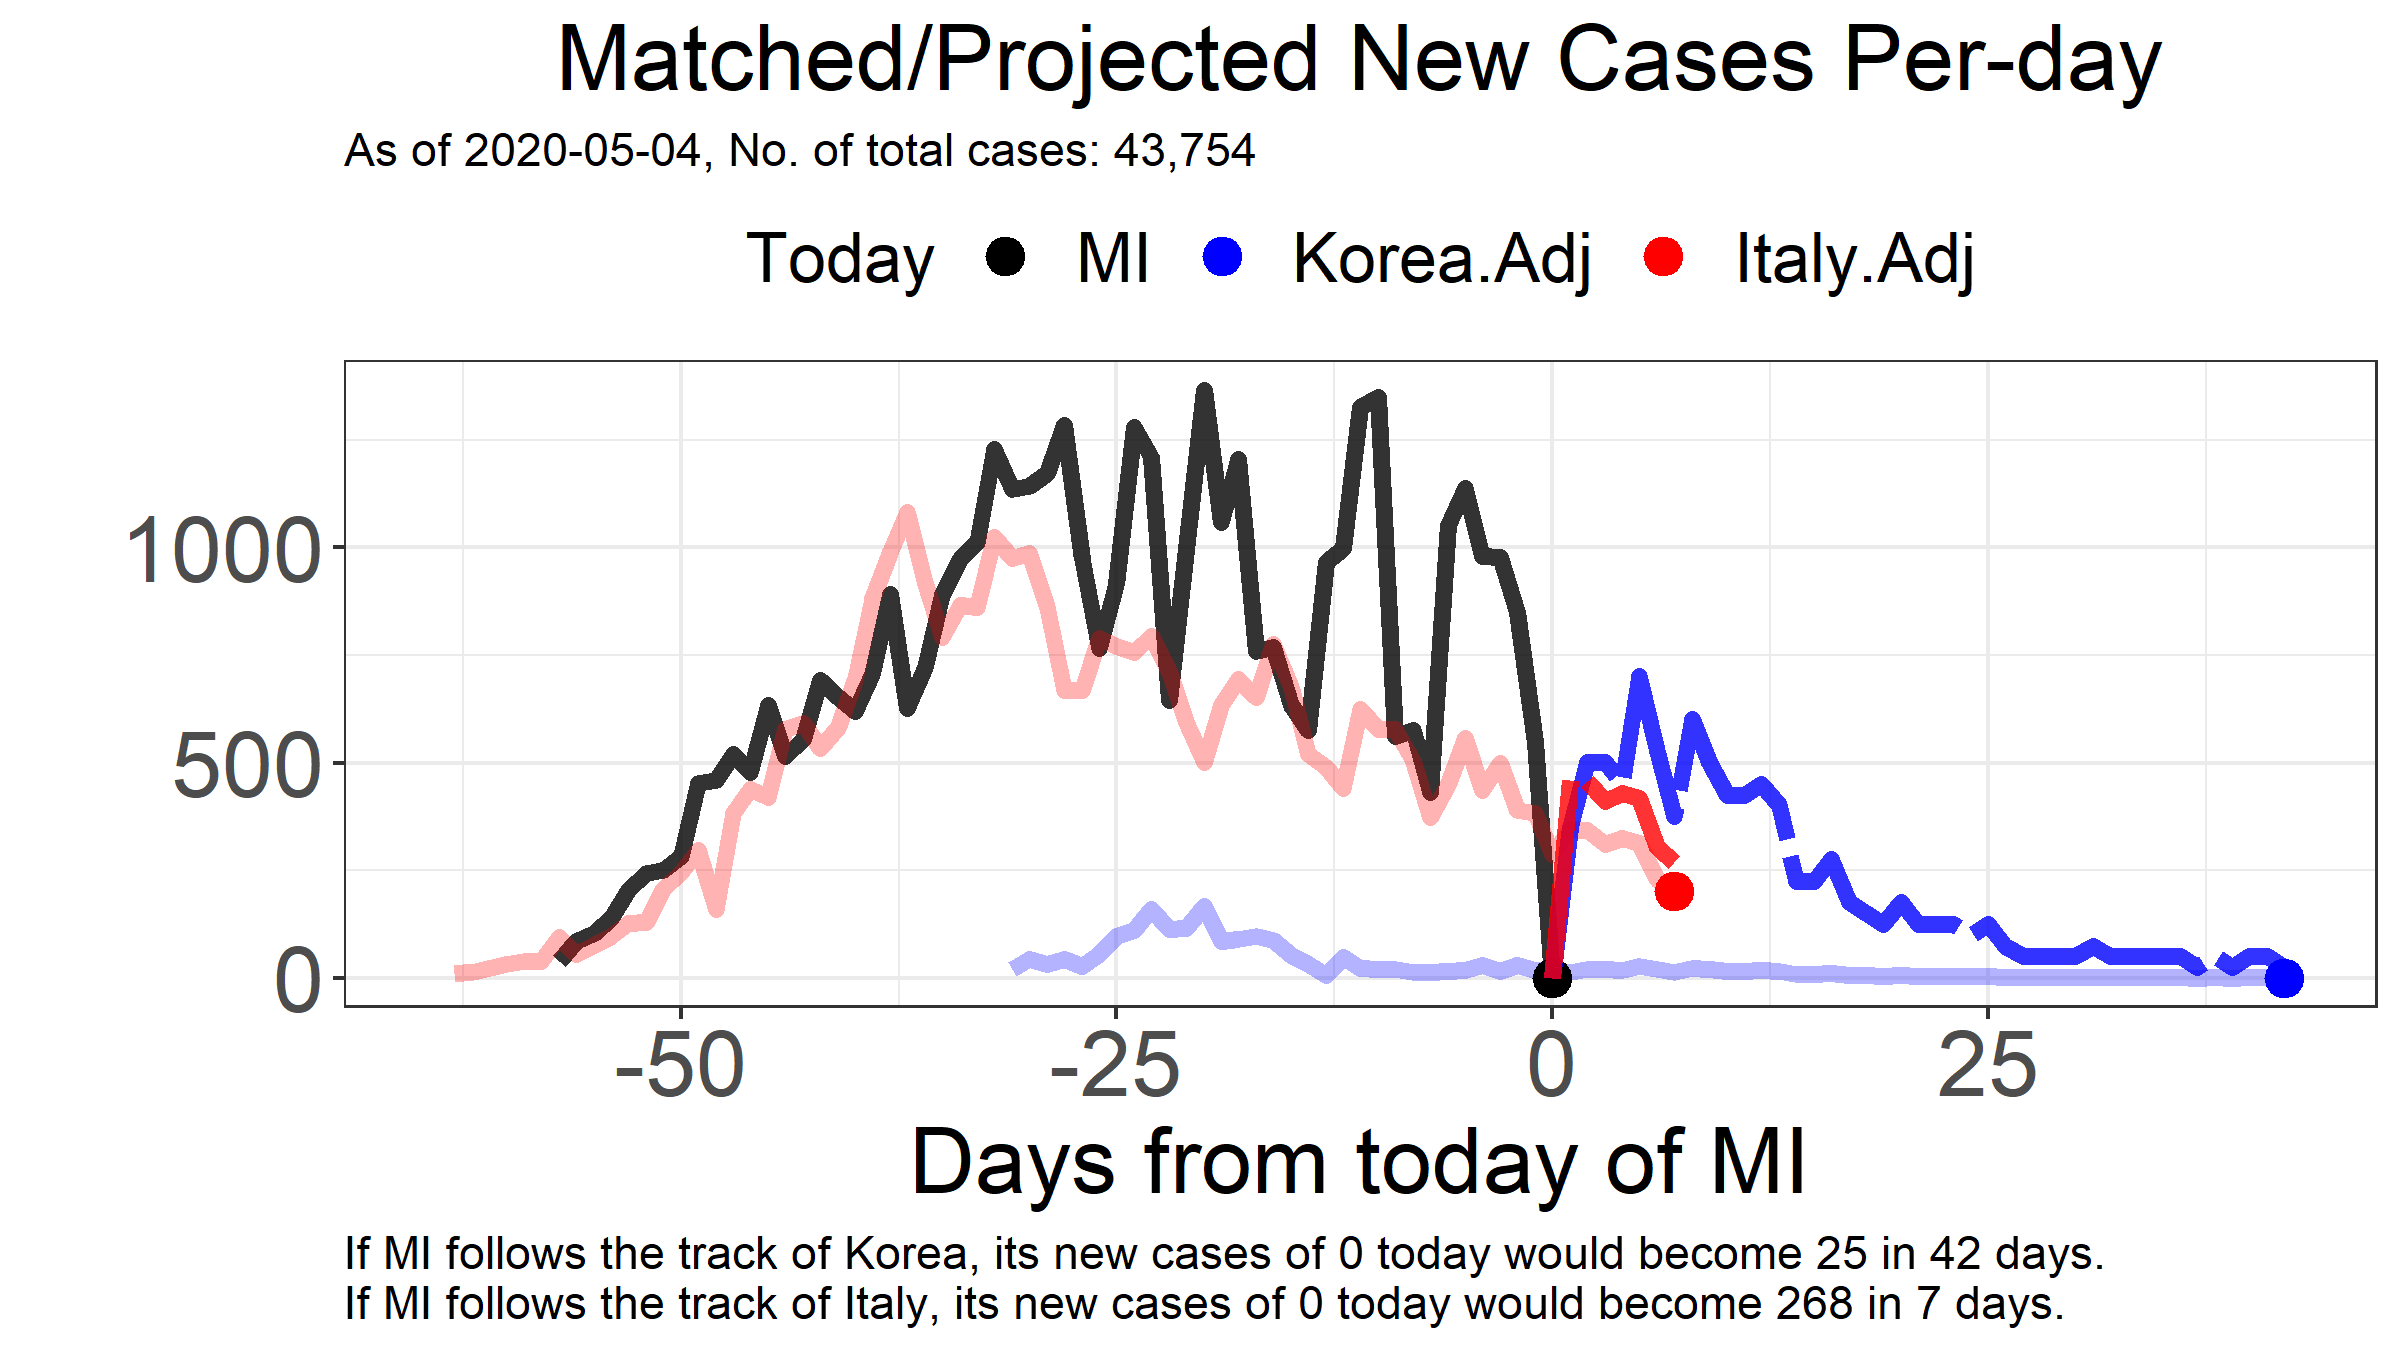 Matched/Projected New Cases Per-day
As of 2020-05-04, No. of total cases: 43,754
Today MI Korea.Adj Italy.Adj
1000
500
0
-50 -25 0 25
Days from today of MI
If MI follows the track of Korea, its new cases of 0 today would become 25 in 42 days.
If MI follows the track of Italy, its new cases of 0 today would become 268 in 7 days.